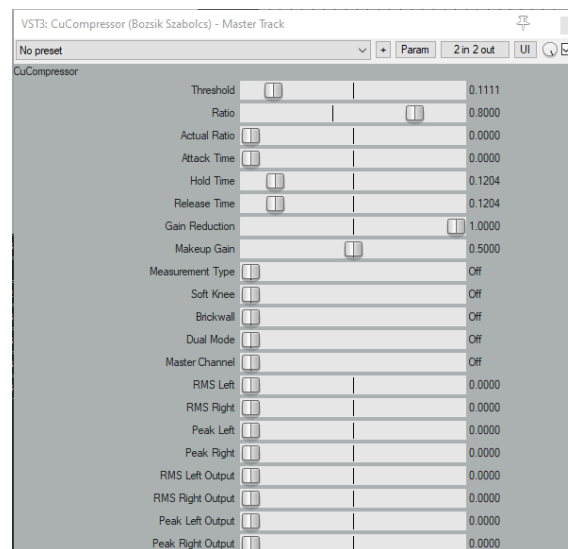 VST3: CuCompressor (Bozsik Szabolcs) - Master Track
No preset + Param 2 in 2 out UI
CuCompressor
Threshold 0.1111
Ratio 0.8000
Actual Ratio 0.0000
Attack Time 0.0000
Hold Time 0.1204
Release Time 0.1204
Gain Reduction 1.0000
Makeup Gain 0.5000
Measurement Type Off
Soft Knee Off
Brickwall Off
Dual Mode Off
Master Channel Off
RMS Left 0.0000
RMS Right 0.0000
Peak Left 0.0000
Peak Right 0.0000
RMS Left Output 0.0000
RMS Right Output 0.0000
Peak Left Output 0.0000
Peak Right Output 0.0000